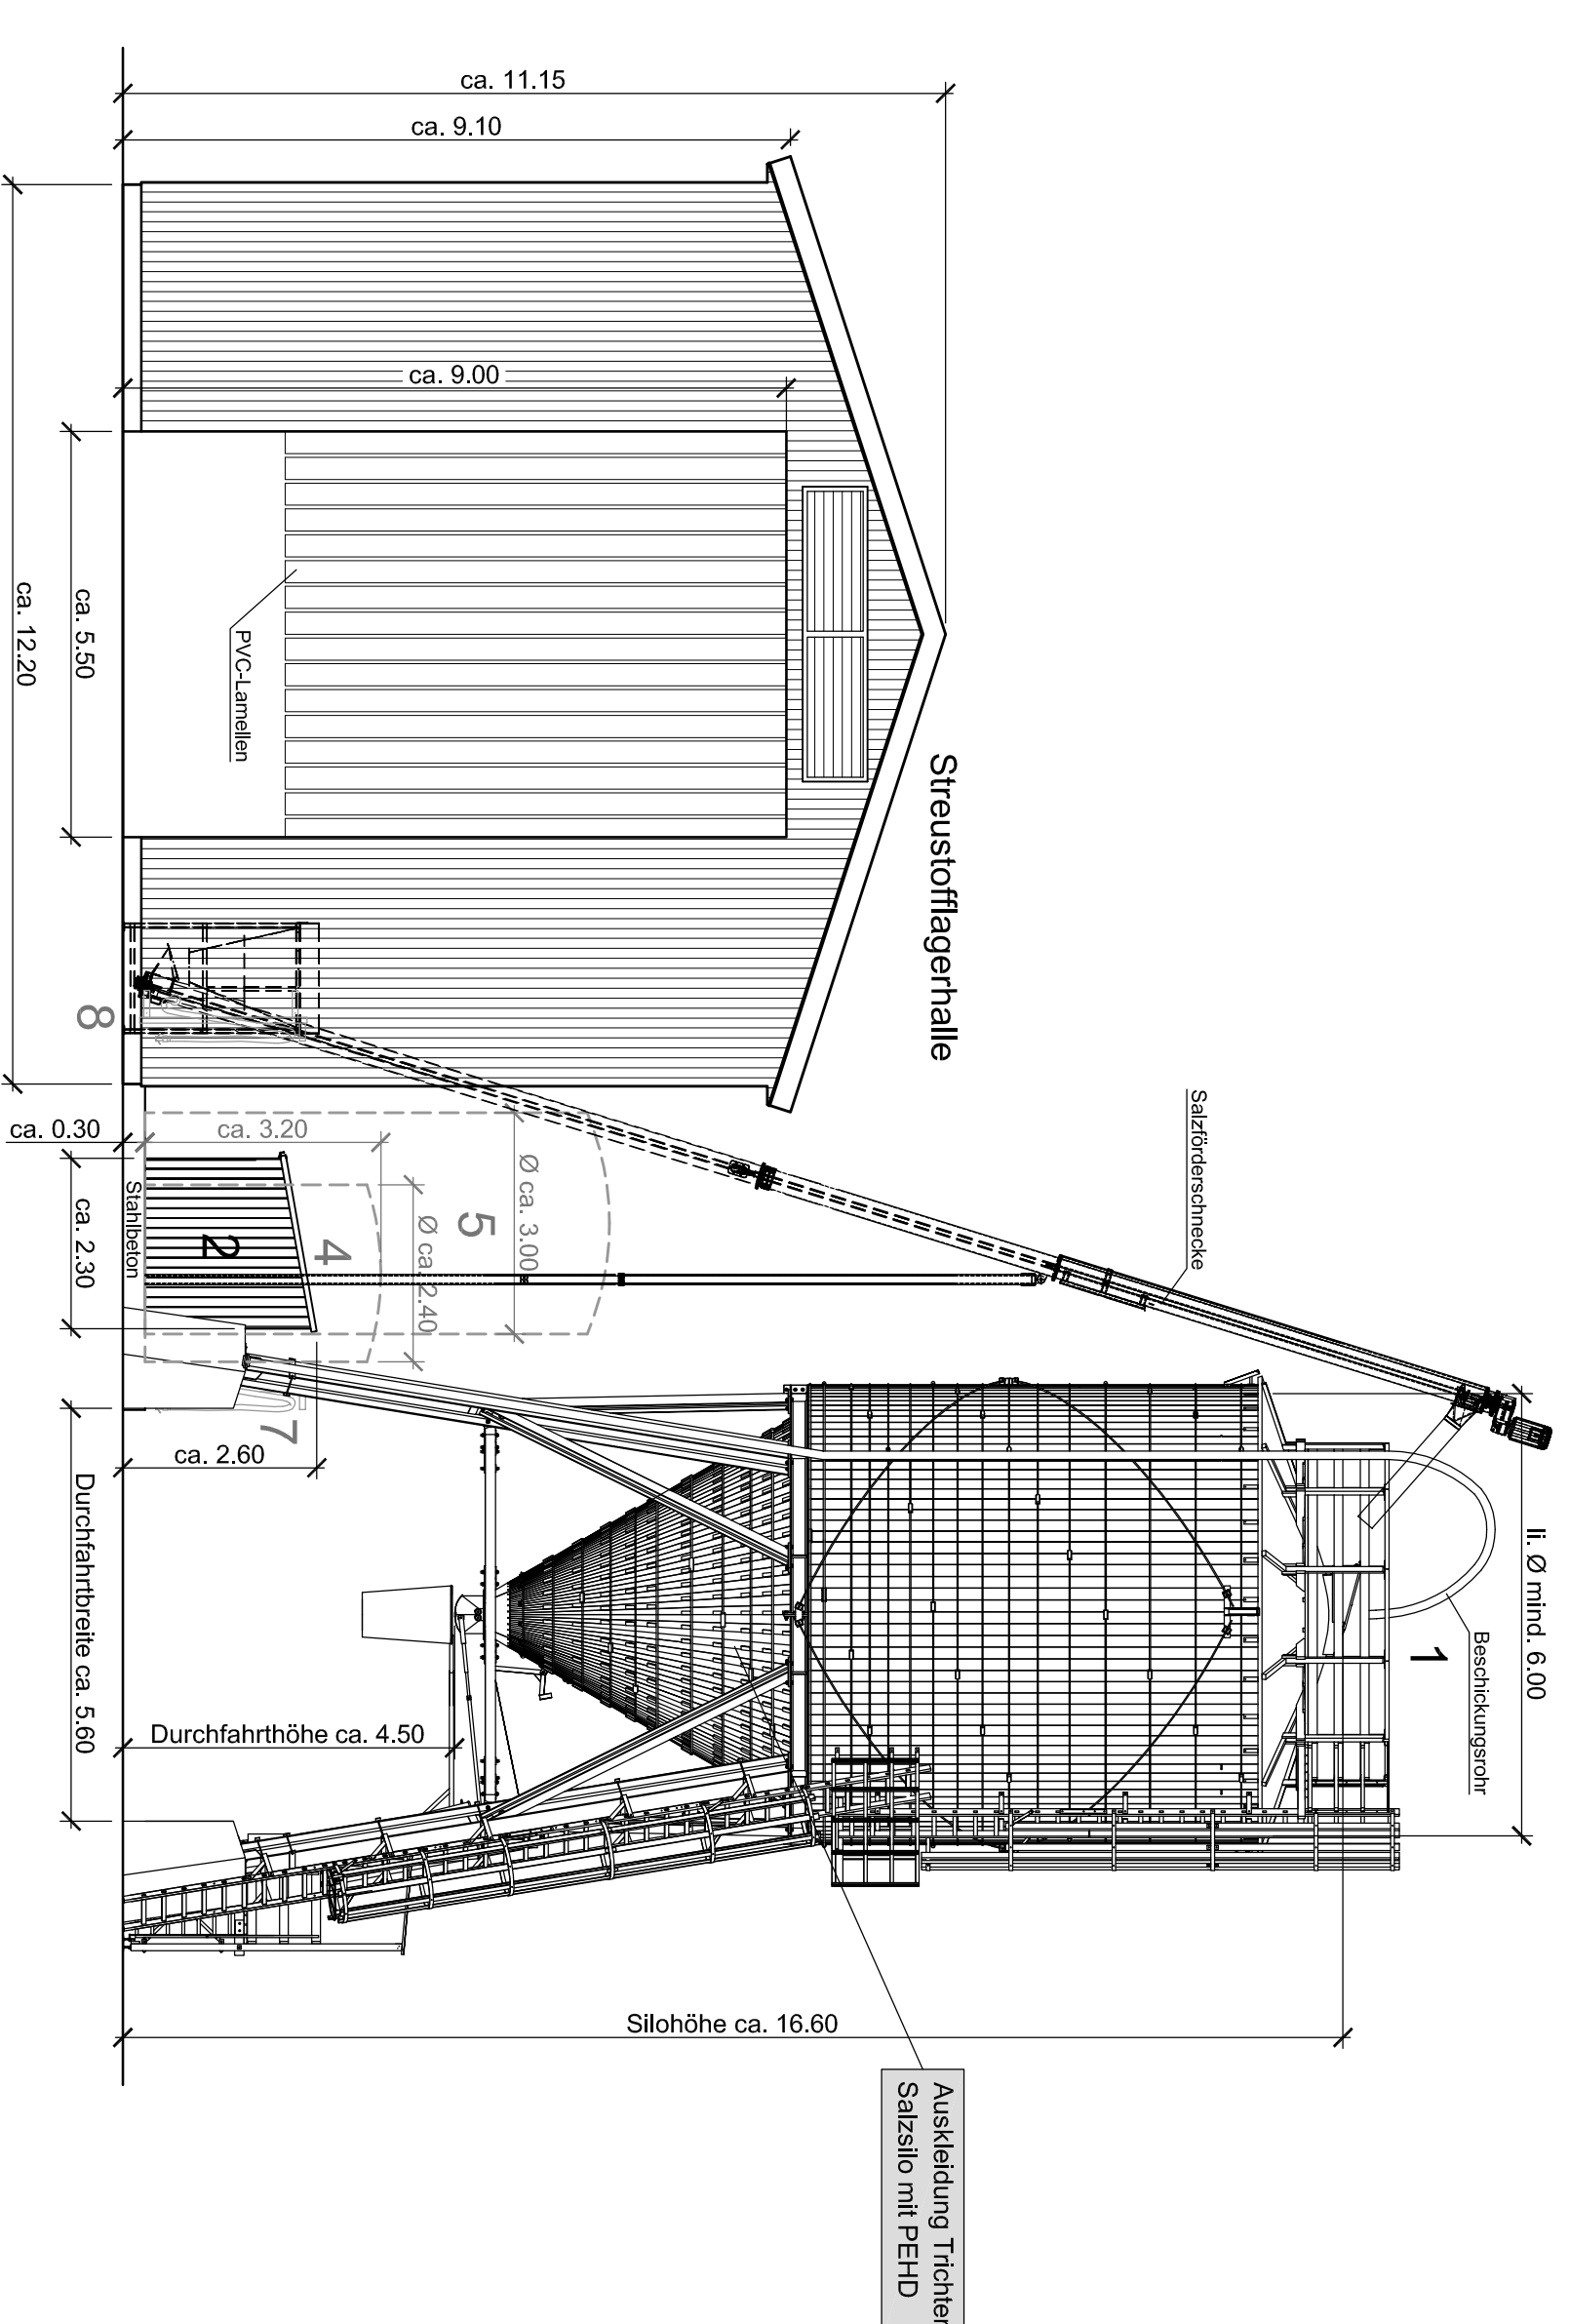 Streustofflagerhalle
ca. 11.15
ca. 9.10
ca. 9.00
PVC-Lamellen
ca. 5.50
ca. 12.20
8
Salzförderschnecke
ca. 0.30
ca. 3.20
Ø ca. 3.00
5
Ø ca. 2.40
4
2
Stahlbeton
ca. 2.30
7
ca. 2.60
li. Ø mind. 6.00
Beschickungsrohr
1
Durchfahrtbreite ca. 5.60
Durchfahrthöhe ca. 4.50
Silohöhe ca. 16.60
Auskleidung Trichter
Salzsilo mit PEHD